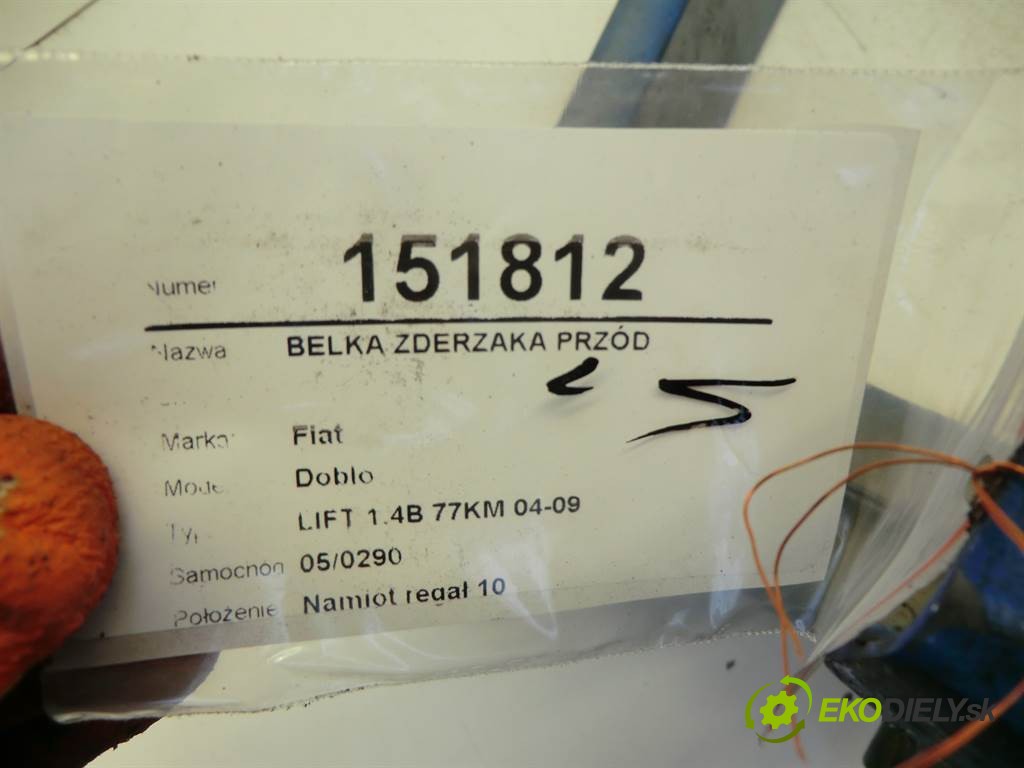 Numer 151812
Nazwa BELKA ZDERZAKA PRZÓD
Marka: Fiat
Model Doblo
Typ LIFT 1.4B 77KM 04-09
Samochód 05/0290
Położenie Namiot regał 10
EKODIELY.sk